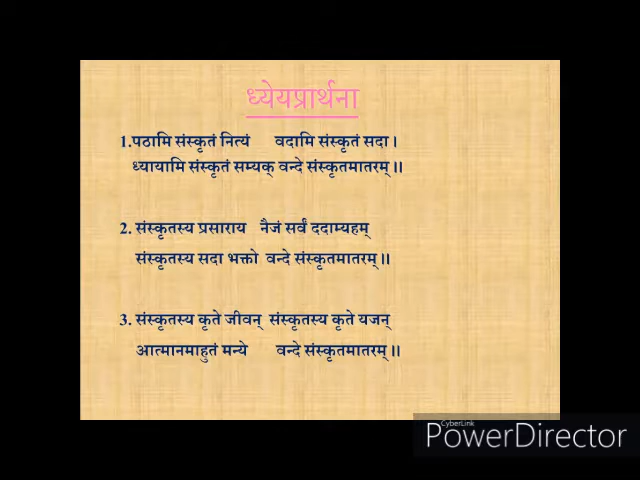 ध्येयप्रार्थना
1.पठामि संस्कृतं नित्यं वदामि संस्कृतं सदा।
ध्यायामि संस्कृतं सम्यक् वन्दे संस्कृतमातरम्॥
2. संस्कृतस्य प्रसाराय नैजं सर्वं ददाम्यहम्
संस्कृतस्य सदा भक्तो वन्दे संस्कृतमातरम्॥
3. संस्कृतस्य कृते जीवन् संस्कृतस्य कृते यजन्
आत्मानमाहुतं मन्ये वन्दे संस्कृतमातरम्॥
CyberLink
PowerDirector